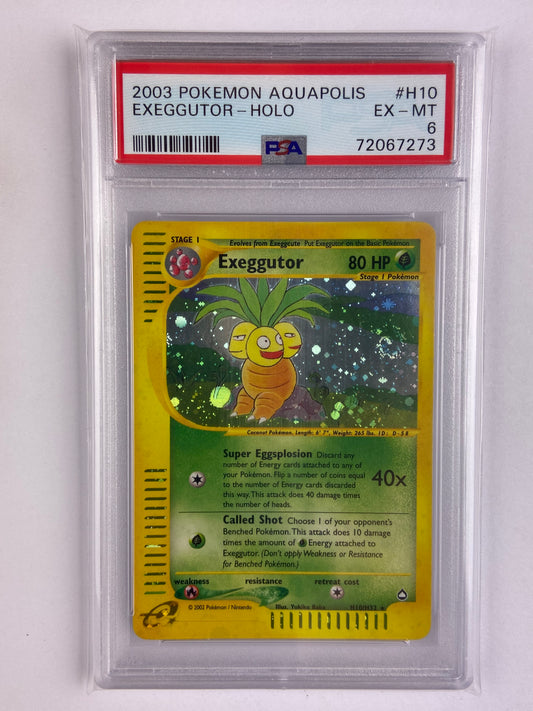 2003 POKEMON AQUAPOLIS #H10
EXEGGUTOR - HOLO EX - MT
6
PSA 72067273
STAGE 1 Evolves from Exeggcute Put Exeggutor on the Basic Pokémon
Exeggutor 80 HP
Stage 1 Pokémon
Coconut Pokémon, Length: 6' 7", Weight: 265 lbs. ID: D-58
Super Eggsplosion Discard any
number of Energy cards attached to any of
your Pokémon. Flip a number of coins equal
to the number of Energy cards discarded
this way. This attack does 40 damage times
the number of heads.
40x
Called Shot Choose 1 of your opponent's
Benched Pokémon. This attack does 10 damage
times the amount of Energy attached to
Exeggutor. (Don't apply Weakness or Resistance
for Benched Pokémon.)
weakness resistance retreat cost
© 2002 Pokémon / Nintendo Illus. Yukiko Baba H10/H32